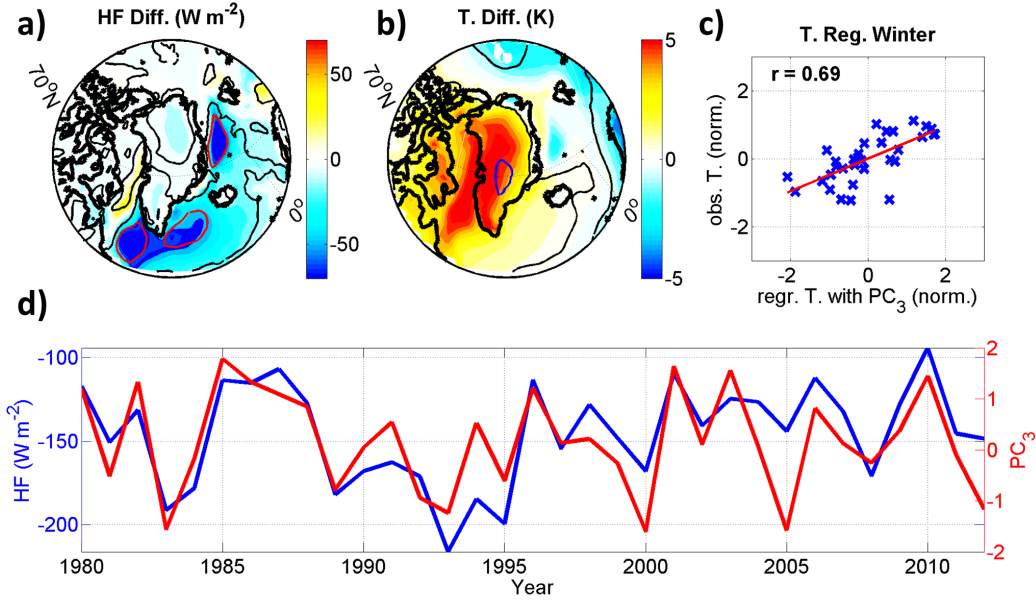 a)
HF Diff. (W m-2)
70°N
0°
50
0
-50
b)
T. Diff. (K)
70°N
0°
5
0
-5
c)
T. Reg. Winter
r = 0.69
obs. T. (norm.)
2
0
-2
-2 0 2
regr. T. with PC3 (norm.)
d)
HF (W m-2)
-100
-150
-200
PC3
2
1
0
-1
-2
1980 1985 1990 1995 2000 2005 2010
Year